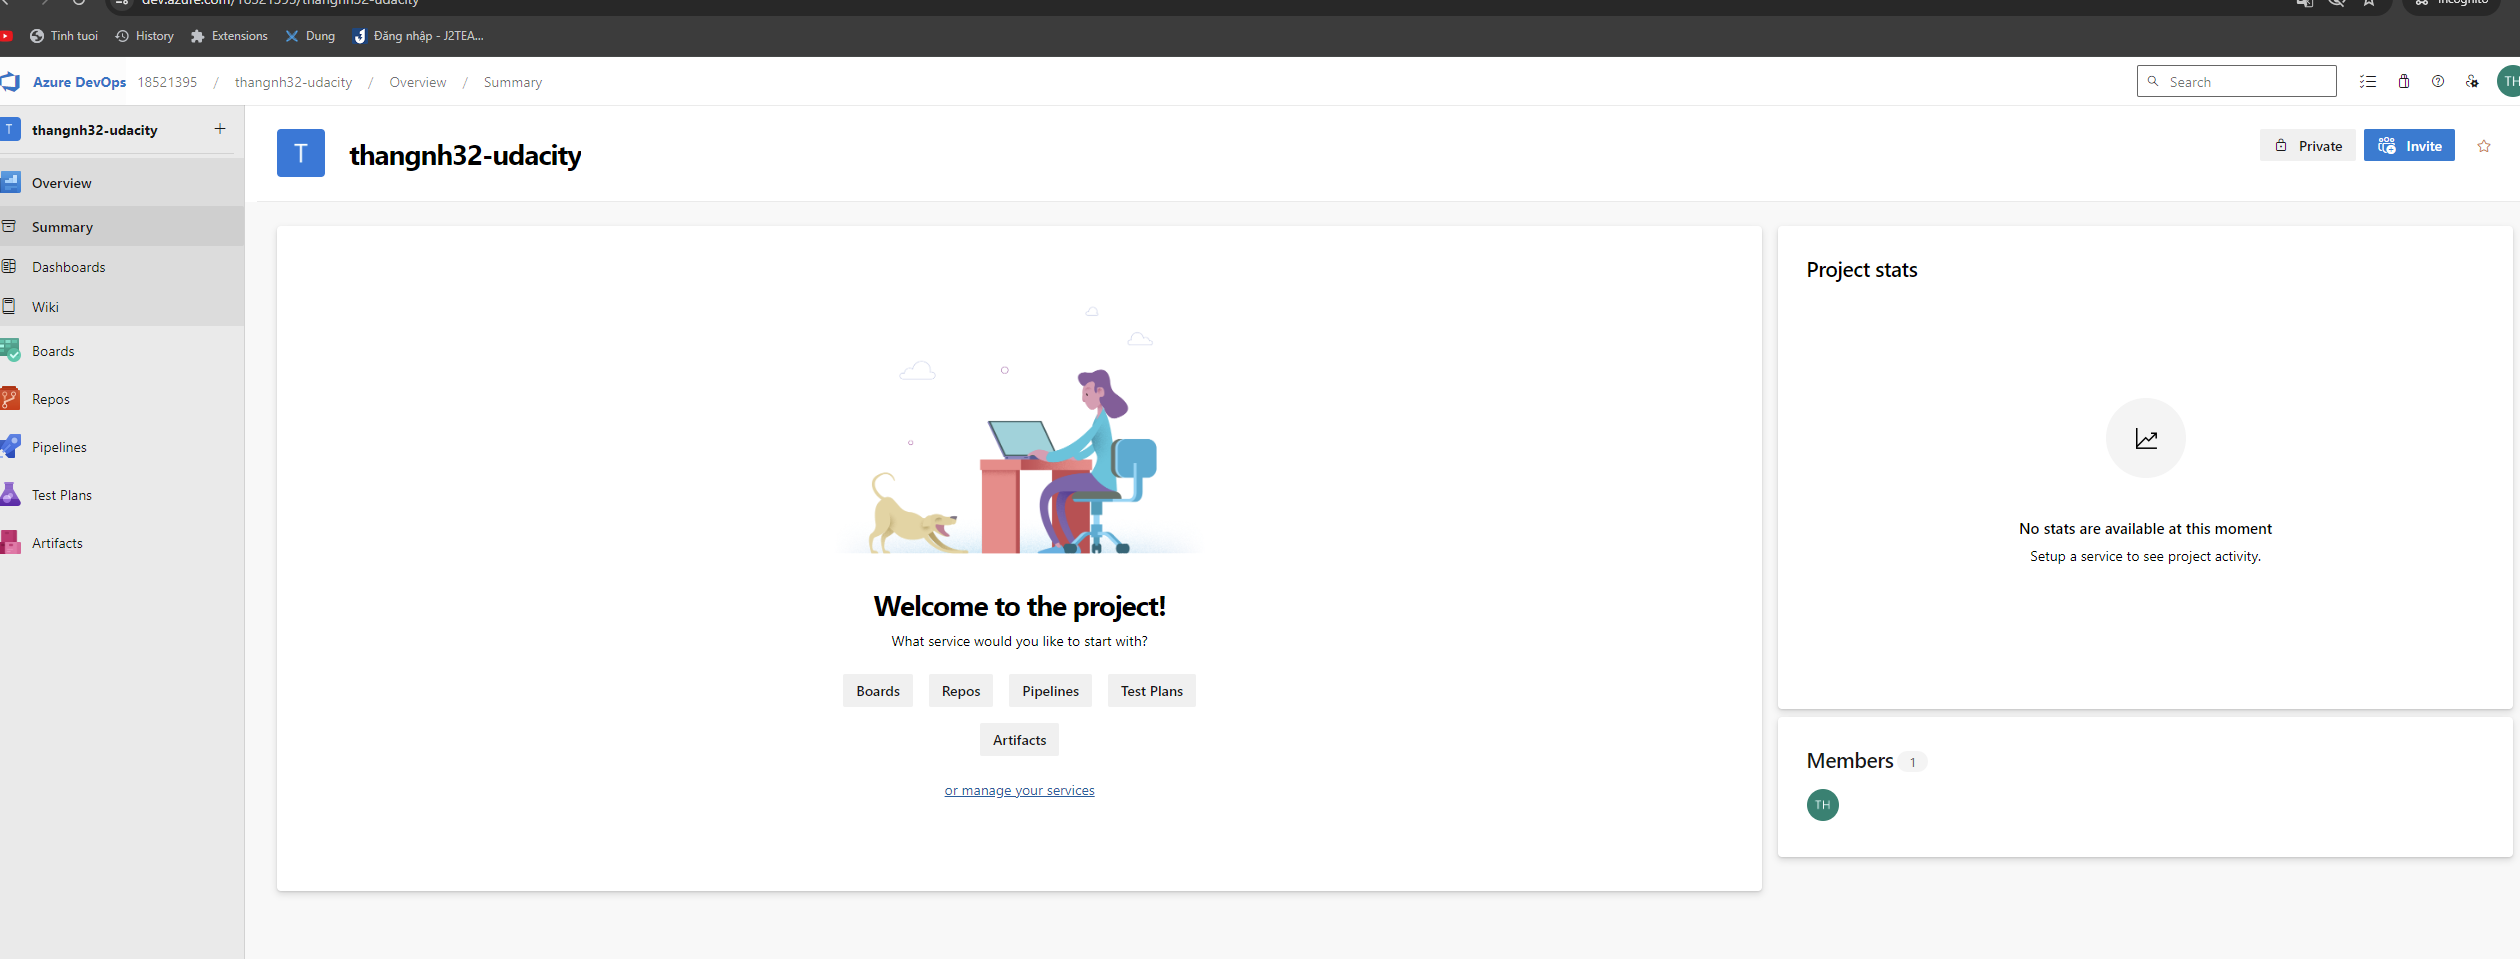 dev.azure.com/18521395/thangnh32-udacity
Incognito
Tinh tuoi
History
Extensions
Dung
Đăng nhập - J2TEA...
Azure DevOps 18521395 / thangnh32-udacity / Overview / Summary
Search
TH
T thangnh32-udacity +
Overview
Summary
Dashboards
Wiki
Boards
Repos
Pipelines
Test Plans
Artifacts
T thangnh32-udacity
Private
Invite
Welcome to the project!
What service would you like to start with?
Boards
Repos
Pipelines
Test Plans
Artifacts
or manage your services
Project stats
No stats are available at this moment
Setup a service to see project activity.
Members 1
TH